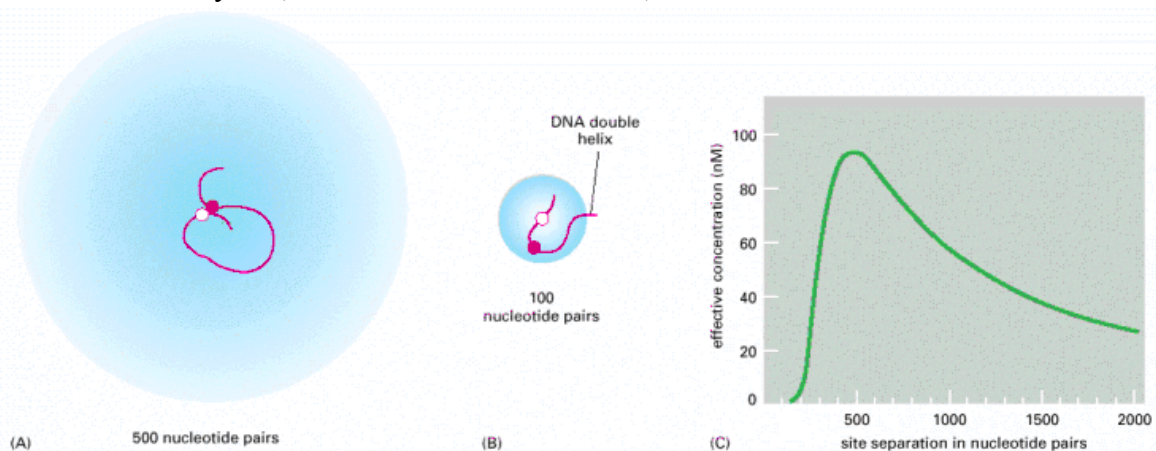 DNA double
helix
100
nucleotide pairs
500 nucleotide pairs
(A)
(B)
(C)
effective concentration (nM)
100
80
60
40
20
0
500
1000
1500
2000
site separation in nucleotide pairs